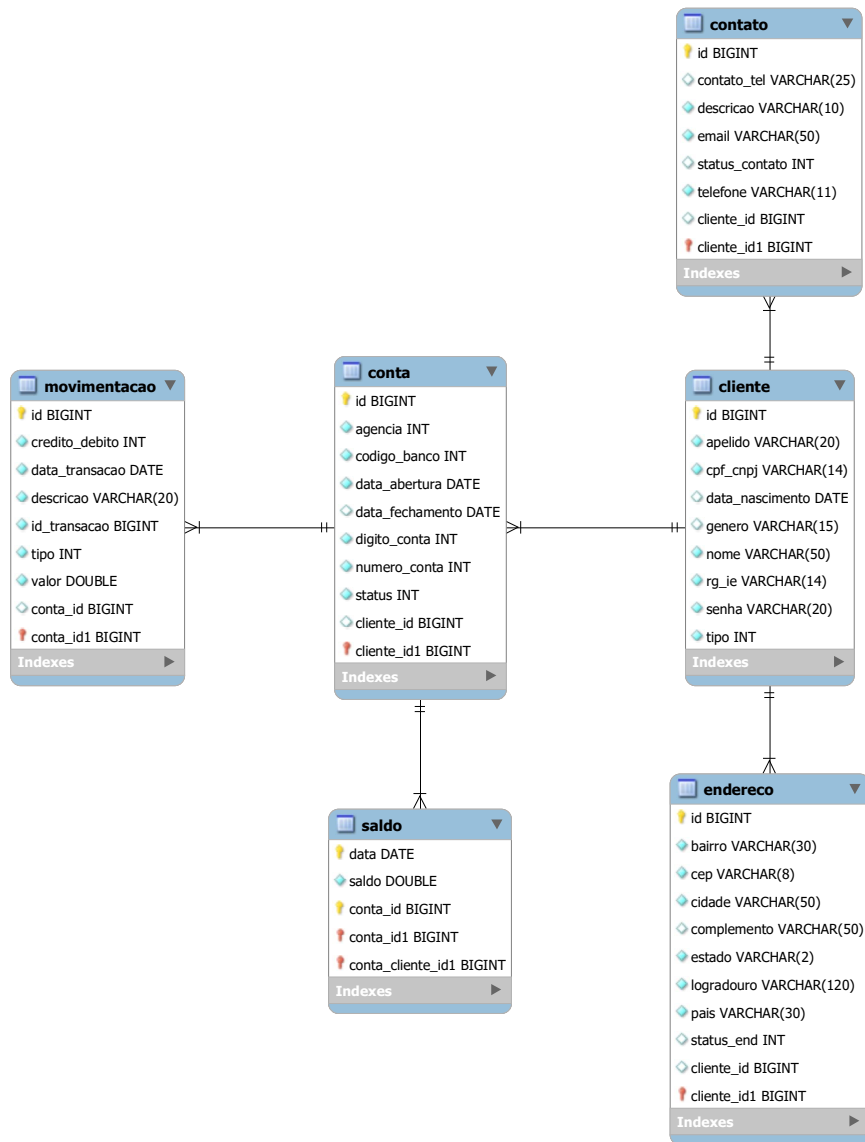 contato
id BIGINT
contato_tel VARCHAR(25)
descricao VARCHAR(10)
email VARCHAR(50)
status_contato INT
telefone VARCHAR(11)
cliente_id BIGINT
cliente_id1 BIGINT
Indexes
movimentacao
id BIGINT
credito_debito INT
data_transacao DATE
descricao VARCHAR(20)
id_transacao BIGINT
tipo INT
valor DOUBLE
conta_id BIGINT
conta_id1 BIGINT
Indexes
conta
id BIGINT
agencia INT
codigo_banco INT
data_abertura DATE
data_fechamento DATE
digito_conta INT
numero_conta INT
status INT
cliente_id BIGINT
cliente_id1 BIGINT
Indexes
cliente
id BIGINT
apelido VARCHAR(20)
cpf_cnpj VARCHAR(14)
data_nascimento DATE
genero VARCHAR(15)
nome VARCHAR(50)
rg_ie VARCHAR(14)
senha VARCHAR(20)
tipo INT
Indexes
saldo
data DATE
saldo DOUBLE
conta_id BIGINT
conta_id1 BIGINT
conta_cliente_id1 BIGINT
Indexes
endereco
id BIGINT
bairro VARCHAR(30)
cep VARCHAR(8)
cidade VARCHAR(50)
complemento VARCHAR(50)
estado VARCHAR(2)
logradouro VARCHAR(120)
pais VARCHAR(30)
status_end INT
cliente_id BIGINT
cliente_id1 BIGINT
Indexes